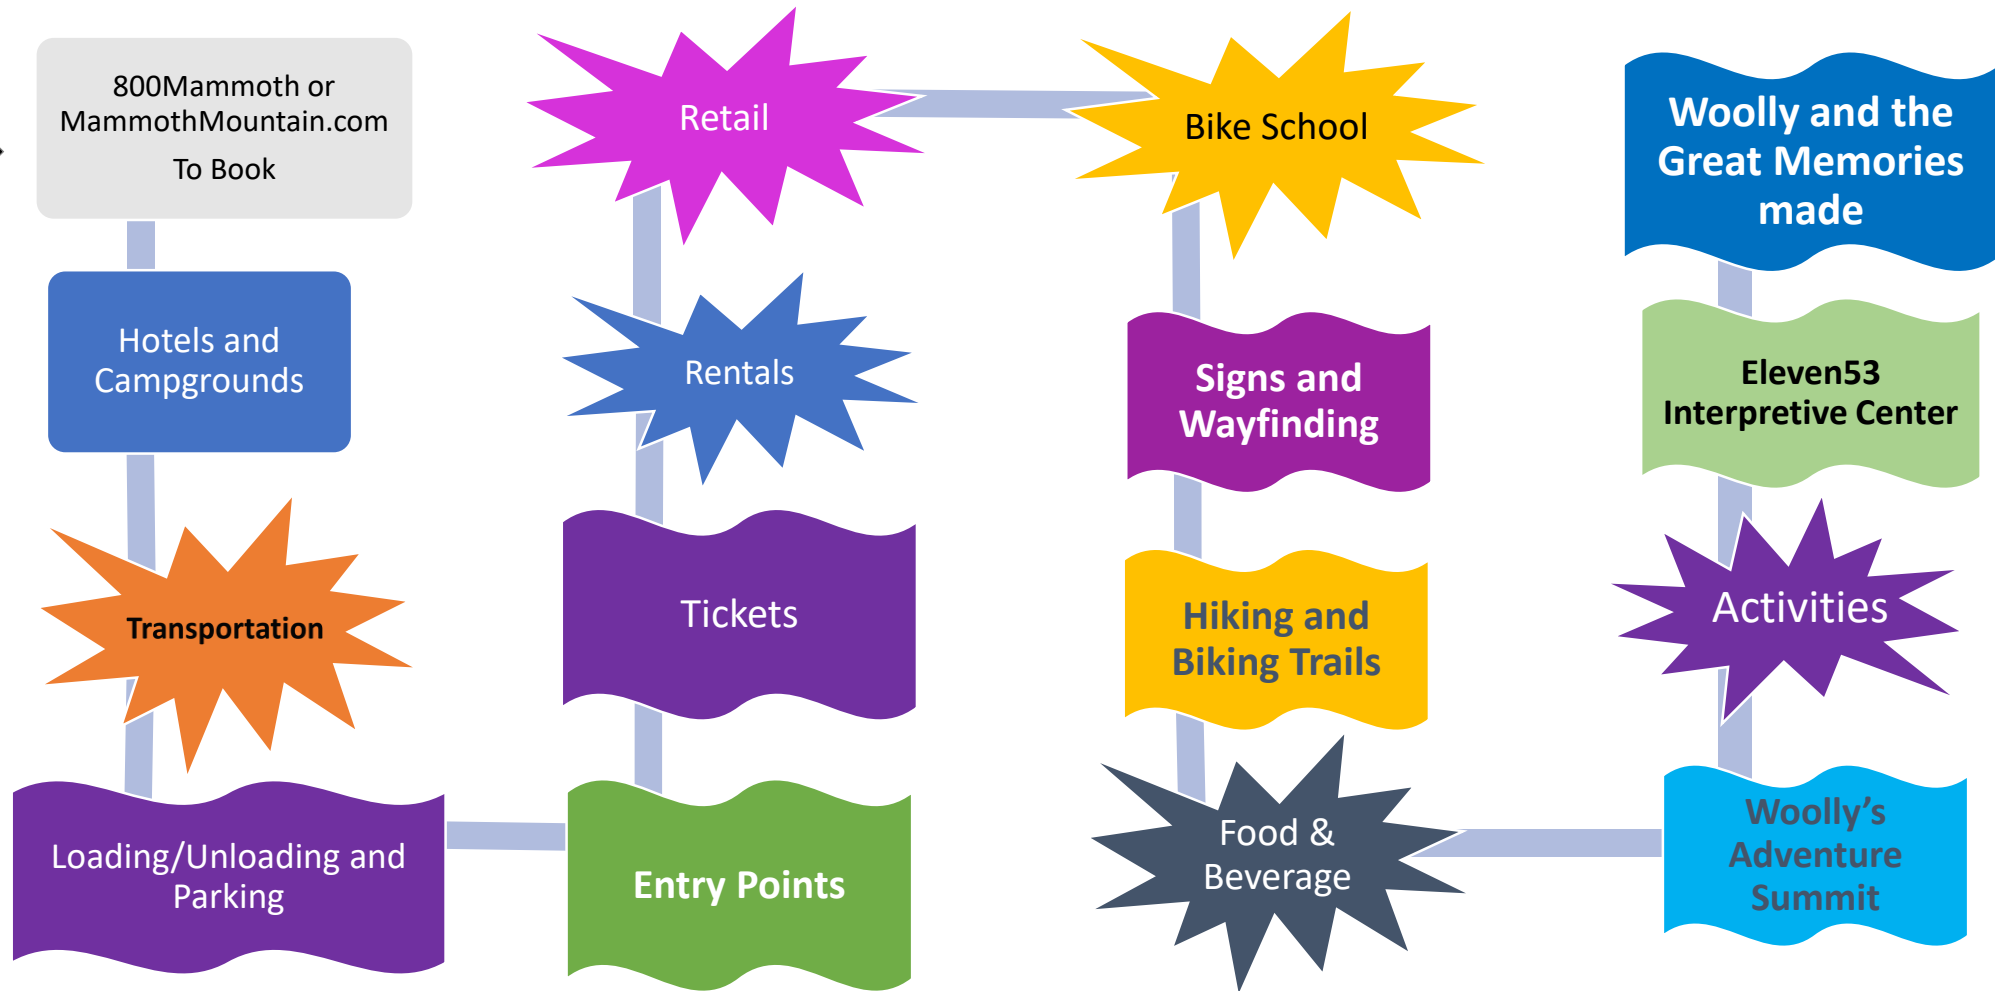 800Mammoth or
MammothMountain.com
To Book
Hotels and
Campgrounds
Transportation
Loading/Unloading and
Parking
Entry Points
Tickets
Rentals
Retail
Bike School
Signs and
Wayfinding
Hiking and
Biking Trails
Food &
Beverage
Woolly’s
Adventure
Summit
Activities
Eleven53
Interpretive Center
Woolly and the
Great Memories
made